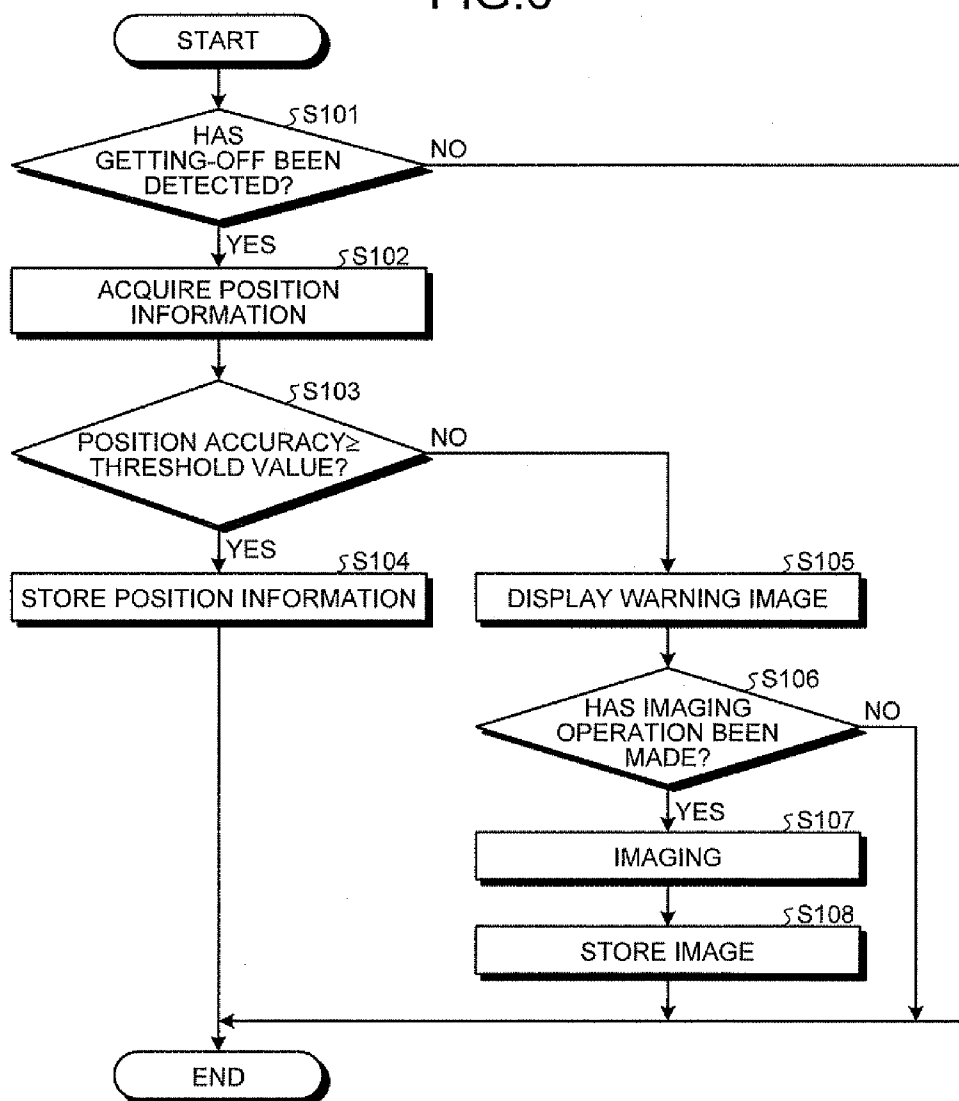 START
S101
HAS
GETTING-OFF BEEN
DETECTED?
NO
YES
S102
ACQUIRE POSITION
INFORMATION
S103
POSITION ACCURACY≥
THRESHOLD VALUE?
NO
YES
S104
STORE POSITION INFORMATION
S105
DISPLAY WARNING IMAGE
S106
HAS IMAGING
OPERATION BEEN
MADE?
NO
YES
S107
IMAGING
S108
STORE IMAGE
END